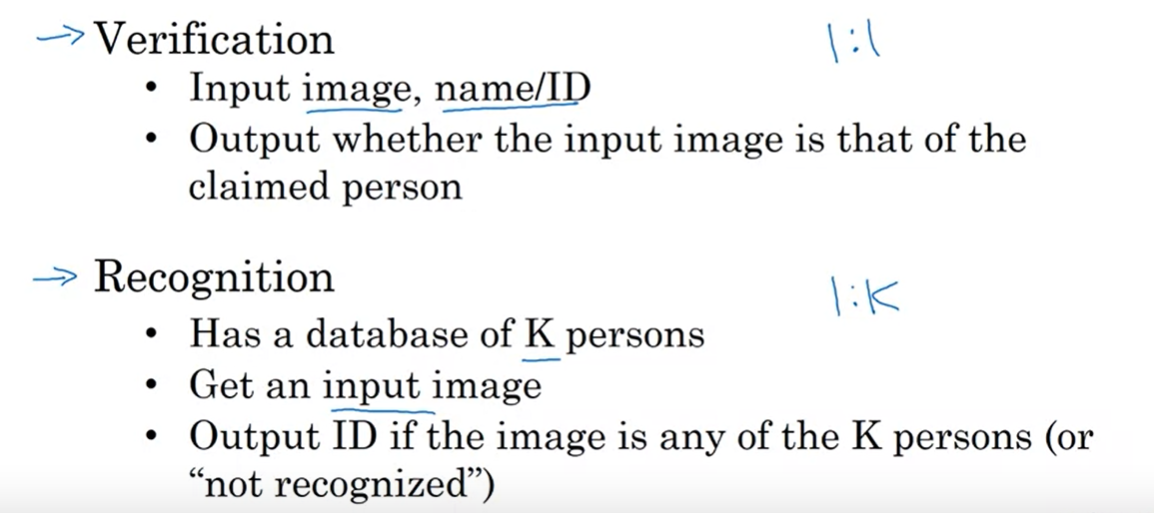 → Verification 1:1
• Input image, name/ID
• Output whether the input image is that of the
claimed person
→ Recognition 1:K
• Has a database of K persons
• Get an input image
• Output ID if the image is any of the K persons (or
“not recognized”)